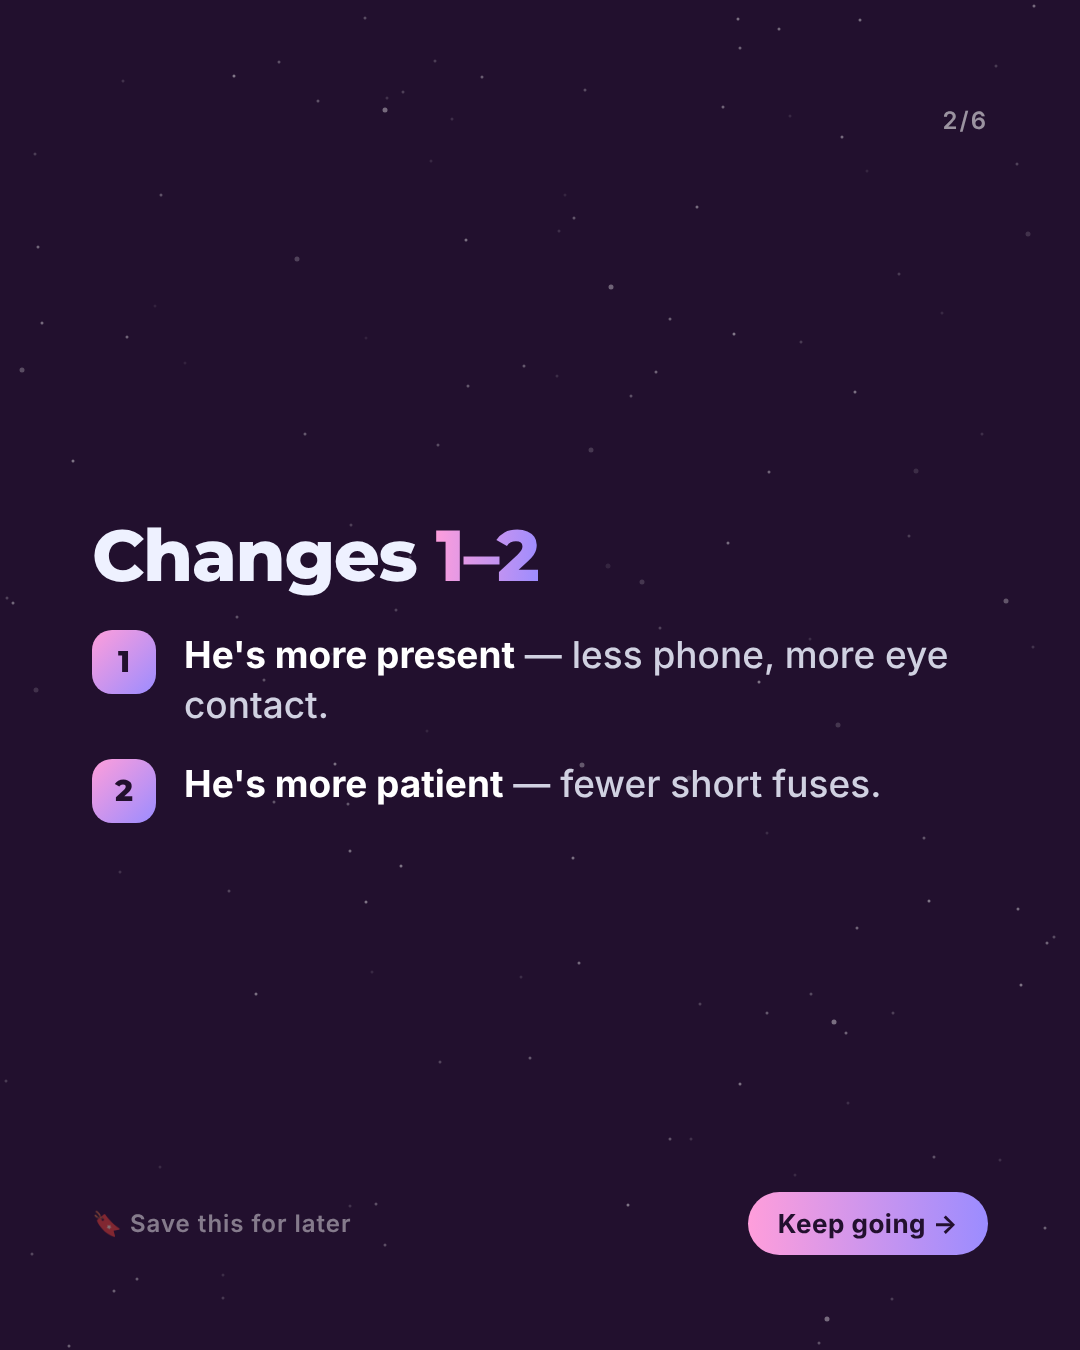 2/6
Changes 1–2
1 He's more present — less phone, more eye
contact.
2 He's more patient — fewer short fuses.
🔖 Save this for later
Keep going →